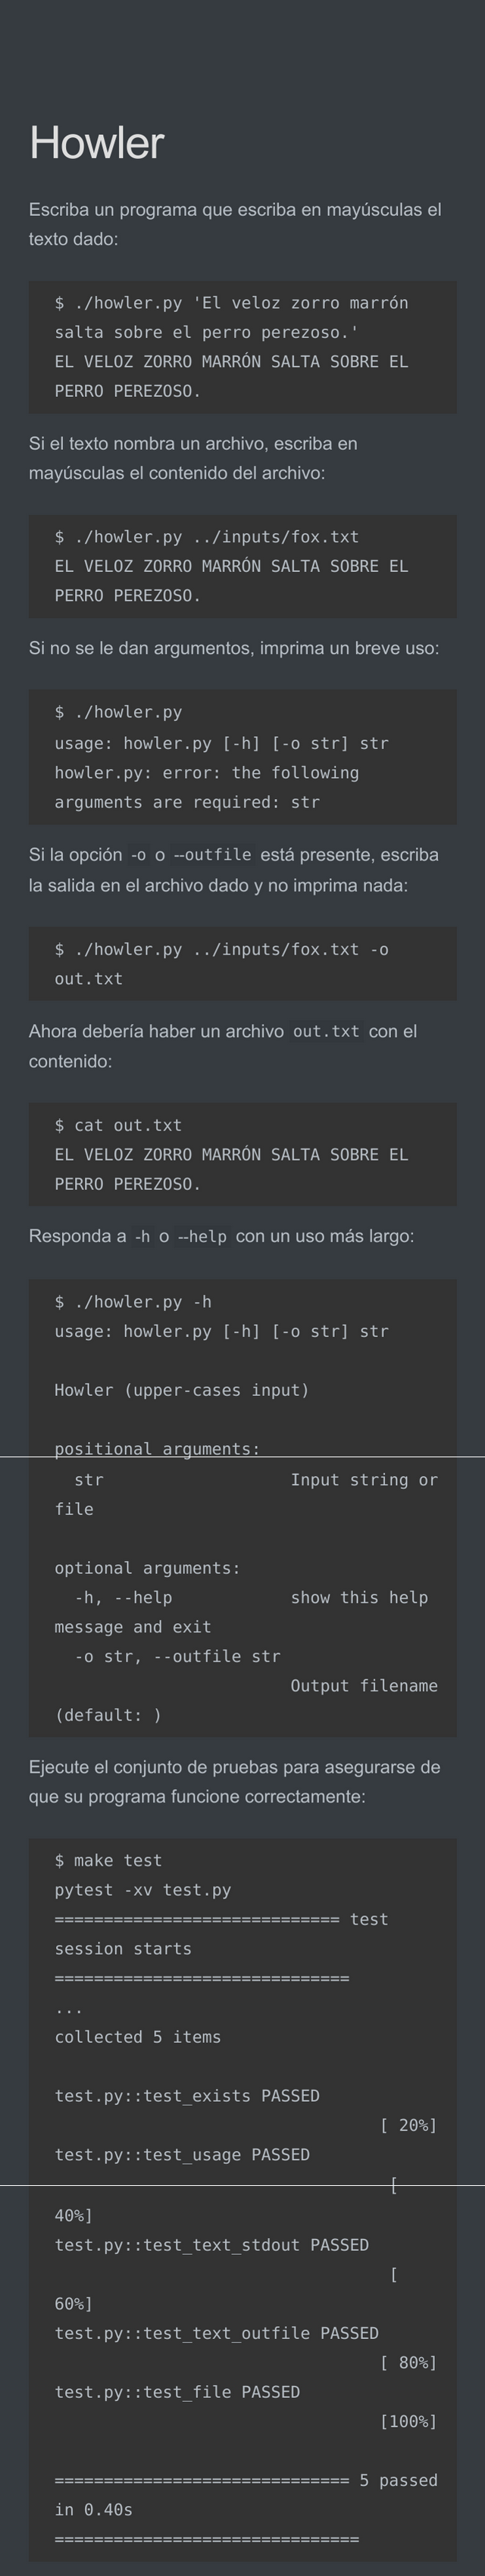 Howler
Escriba un programa que escriba en mayúsculas el
texto dado:
$ ./howler.py 'El veloz zorro marrón
salta sobre el perro perezoso.'
EL VELOZ ZORRO MARRÓN SALTA SOBRE EL
PERRO PEREZOSO.
Si el texto nombra un archivo, escriba en
mayúsculas el contenido del archivo:
$ ./howler.py ../inputs/fox.txt
EL VELOZ ZORRO MARRÓN SALTA SOBRE EL
PERRO PEREZOSO.
Si no se le dan argumentos, imprima un breve uso:
$ ./howler.py
usage: howler.py [-h] [-o str] str
howler.py: error: the following
arguments are required: str
Si la opción -o o --outfile está presente, escriba
la salida en el archivo dado y no imprima nada:
$ ./howler.py ../inputs/fox.txt -o
out.txt
Ahora debería haber un archivo out.txt con el
contenido:
$ cat out.txt
EL VELOZ ZORRO MARRÓN SALTA SOBRE EL
PERRO PEREZOSO.
Responda a -h o --help con un uso más largo:
$ ./howler.py -h
usage: howler.py [-h] [-o str] str
Howler (upper-cases input)
positional arguments:
  str                   Input string or
file
optional arguments:
  -h, --help            show this help
message and exit
  -o str, --outfile str
                        Output filename
(default: )
Ejecute el conjunto de pruebas para asegurarse de
que su programa funcione correctamente:
$ make test
pytest -xv test.py
============================= test
session starts
==============================
...
collected 5 items
test.py::test_exists PASSED
[ 20%]
test.py::test_usage PASSED
[
40%]
test.py::test_text_stdout PASSED
[
60%]
test.py::test_text_outfile PASSED
[ 80%]
test.py::test_file PASSED
[100%]
============================== 5 passed
in 0.40s
===============================